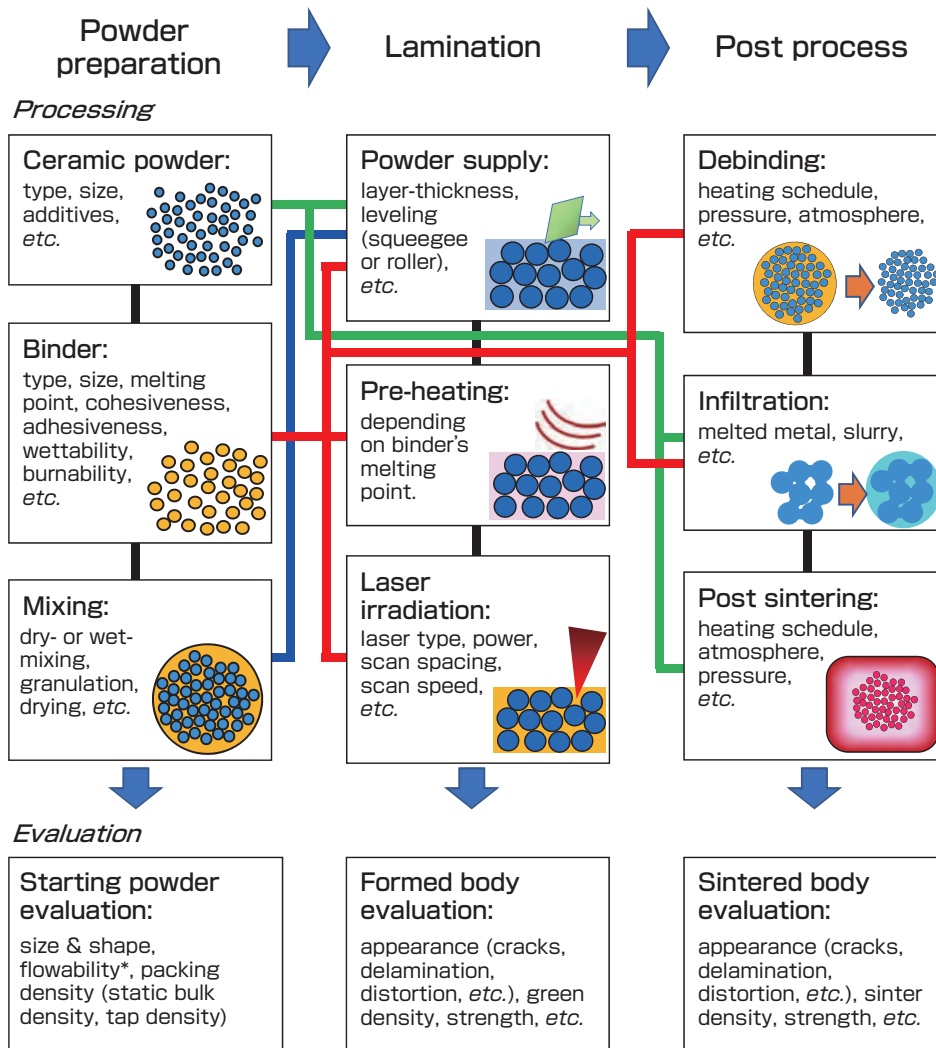 Powder
preparation
Lamination
Post process
Processing
Ceramic powder:
type, size,
additives,
etc.
Binder:
type, size, melting
point, cohesiveness,
adhesiveness,
wettability,
burnability,
etc.
Mixing:
dry- or wet-
mixing,
granulation,
drying, etc.
Powder supply:
layer-thickness,
leveling
(squeegee
or roller),
etc.
Pre-heating:
depending
on binder's
melting
point.
Laser
irradiation:
laser type, power,
scan spacing,
scan speed,
etc.
Debinding:
heating schedule,
pressure, atmosphere,
etc.
Infiltration:
melted metal, slurry,
etc.
Post sintering:
heating schedule,
atmosphere,
pressure,
etc.
Evaluation
Starting powder
evaluation:
size & shape,
flowability*, packing
density (static bulk
density, tap density)
Formed body
evaluation:
appearance (cracks,
delamination,
distortion, etc.), green
density, strength, etc.
Sintered body
evaluation:
appearance (cracks,
delamination,
distortion, etc.), sinter
density, strength, etc.